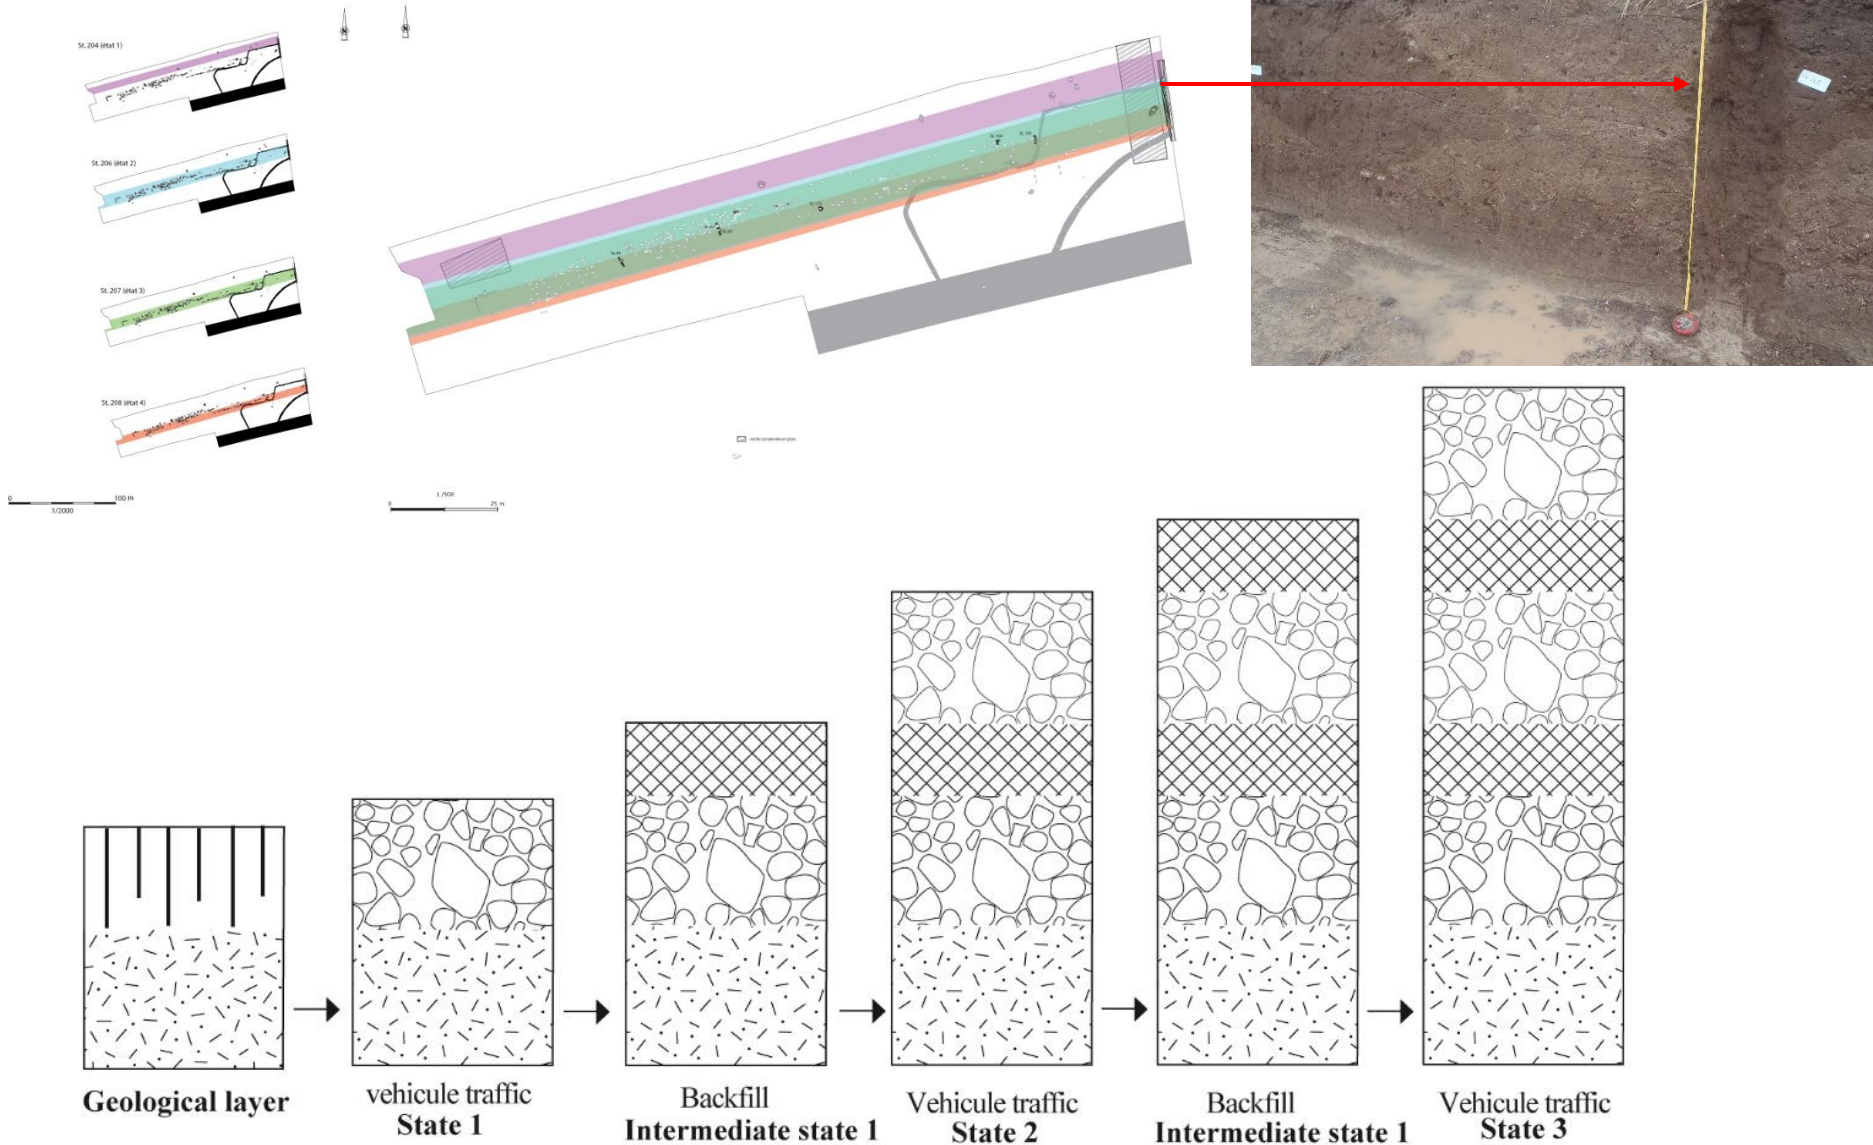 St. 204 (état 1)
St. 206 (état 2)
St. 207 (état 3)
St. 208 (état 4)
N
N
0 100 m
1/2000
1 /500
0 25 m
Geological layer
vehicule traffic
State 1
Backfill
Intermediate state 1
Vehicule traffic
State 2
Backfill
Intermediate state 1
Vehicule traffic
State 3